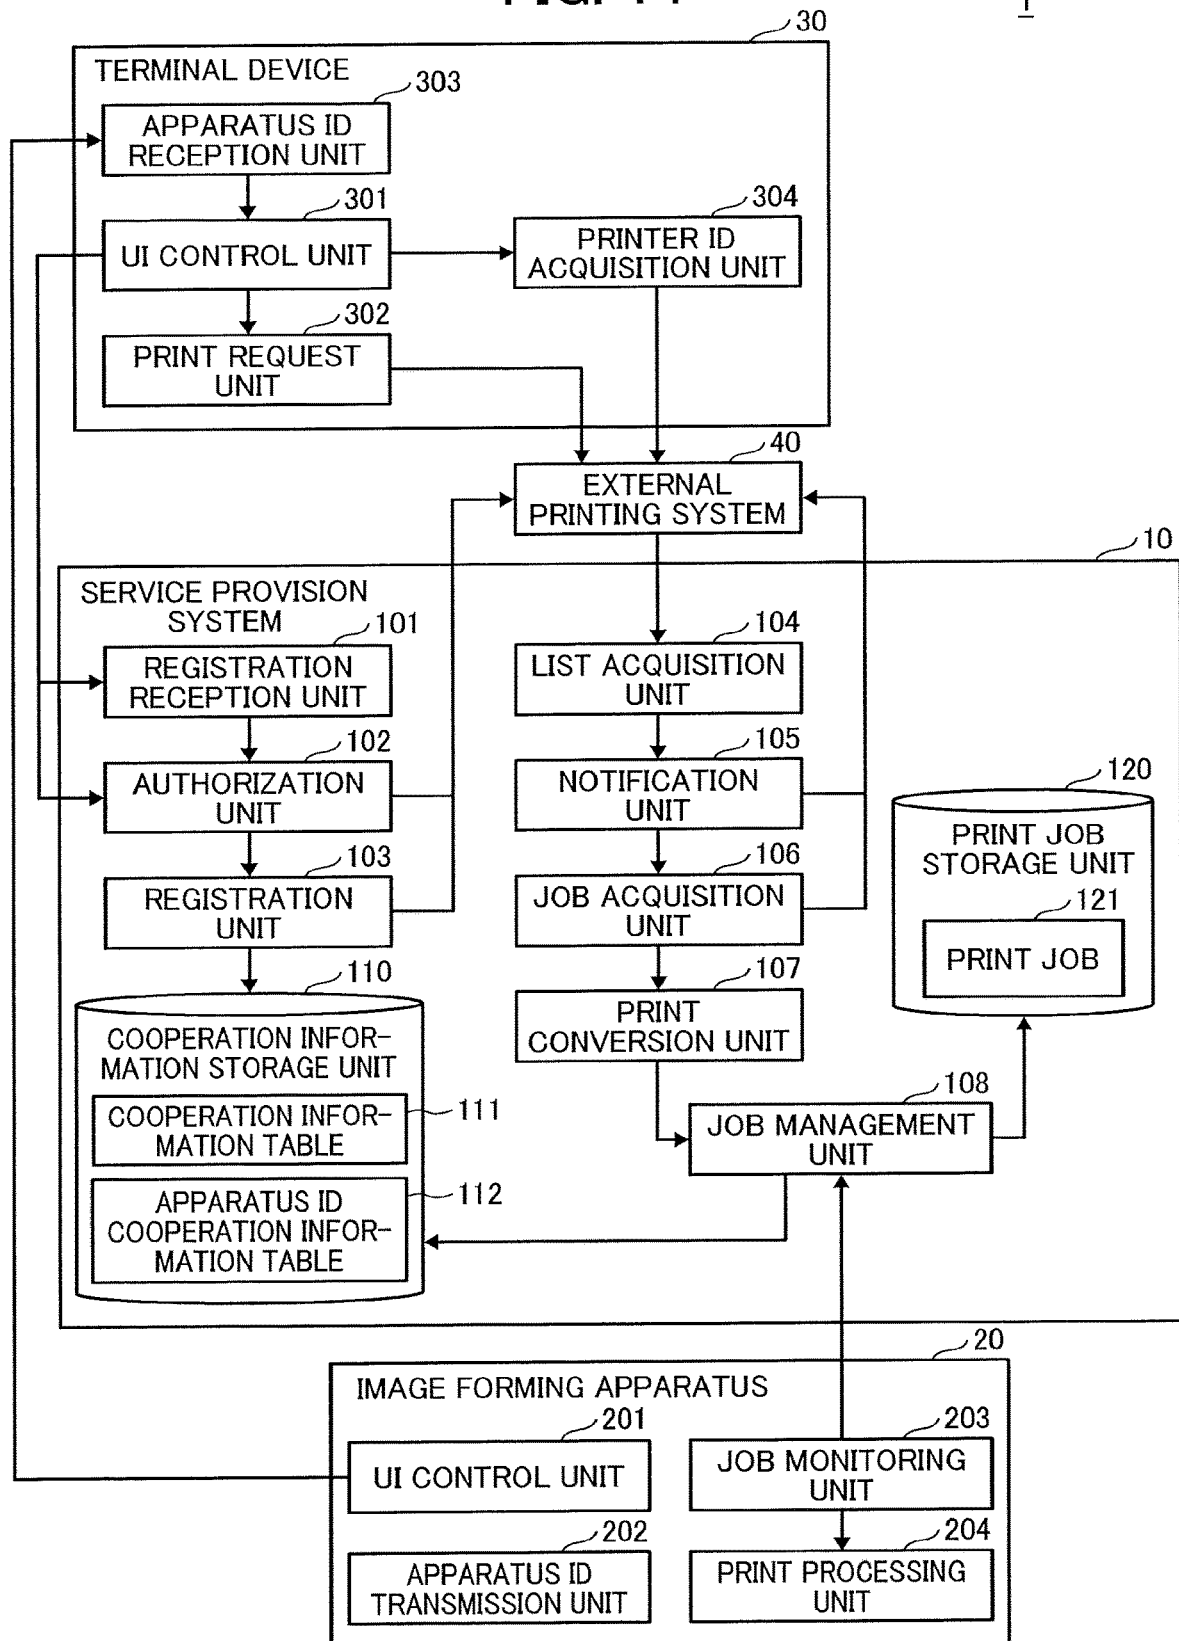 30
TERMINAL DEVICE
303
APPARATUS ID
RECEPTION UNIT
301
UI CONTROL UNIT
304
PRINTER ID
ACQUISITION UNIT
302
PRINT REQUEST
UNIT
40
EXTERNAL
PRINTING SYSTEM
10
SERVICE PROVISION
SYSTEM
101
REGISTRATION
RECEPTION UNIT
102
AUTHORIZATION
UNIT
103
REGISTRATION
UNIT
110
COOPERATION INFOR-
MATION STORAGE UNIT
COOPERATION INFOR-
MATION TABLE
111
APPARATUS ID
COOPERATION INFOR-
MATION TABLE
112
104
LIST ACQUISITION
UNIT
105
NOTIFICATION
UNIT
106
JOB ACQUISITION
UNIT
107
PRINT
CONVERSION UNIT
108
JOB MANAGEMENT
UNIT
120
PRINT JOB
STORAGE UNIT
121
PRINT JOB
20
IMAGE FORMING APPARATUS
201
UI CONTROL UNIT
202
APPARATUS ID
TRANSMISSION UNIT
203
JOB MONITORING
UNIT
204
PRINT PROCESSING
UNIT